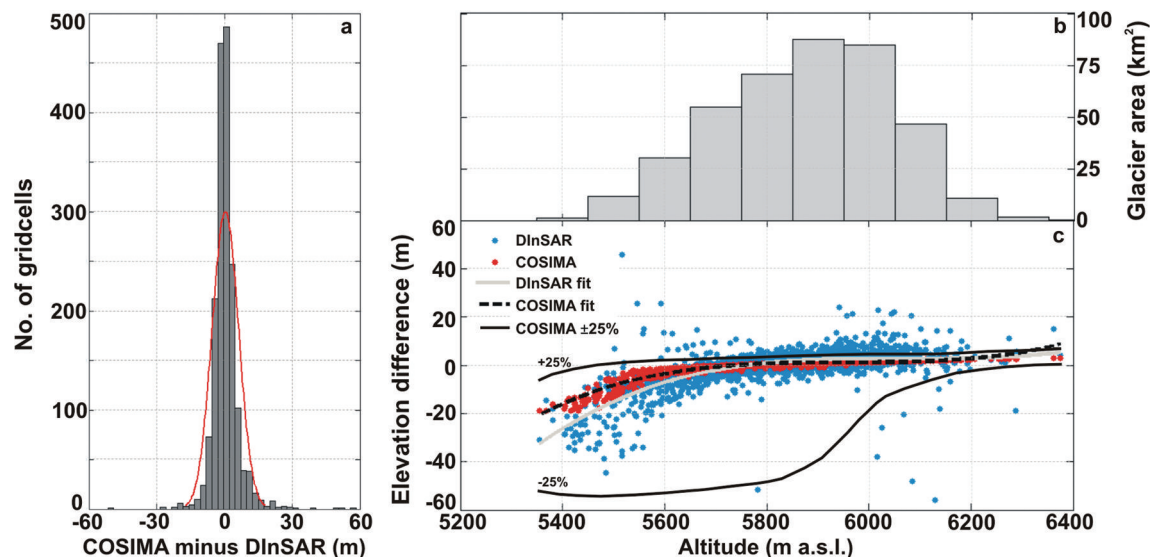 a
500
400
300
200
100
0
No. of gridcells
-60 -30 0 30 60
COSIMA minus DInSAR (m)
b
100
75
50
25
0
Glacier area (km²)
c
60
40
20
0
-20
-40
-60
Elevation difference (m)
DInSAR
COSIMA
DInSAR fit
COSIMA fit
COSIMA ±25%
+25%
-25%
5200 5400 5600 5800 6000 6200 6400
Altitude (m a.s.l.)